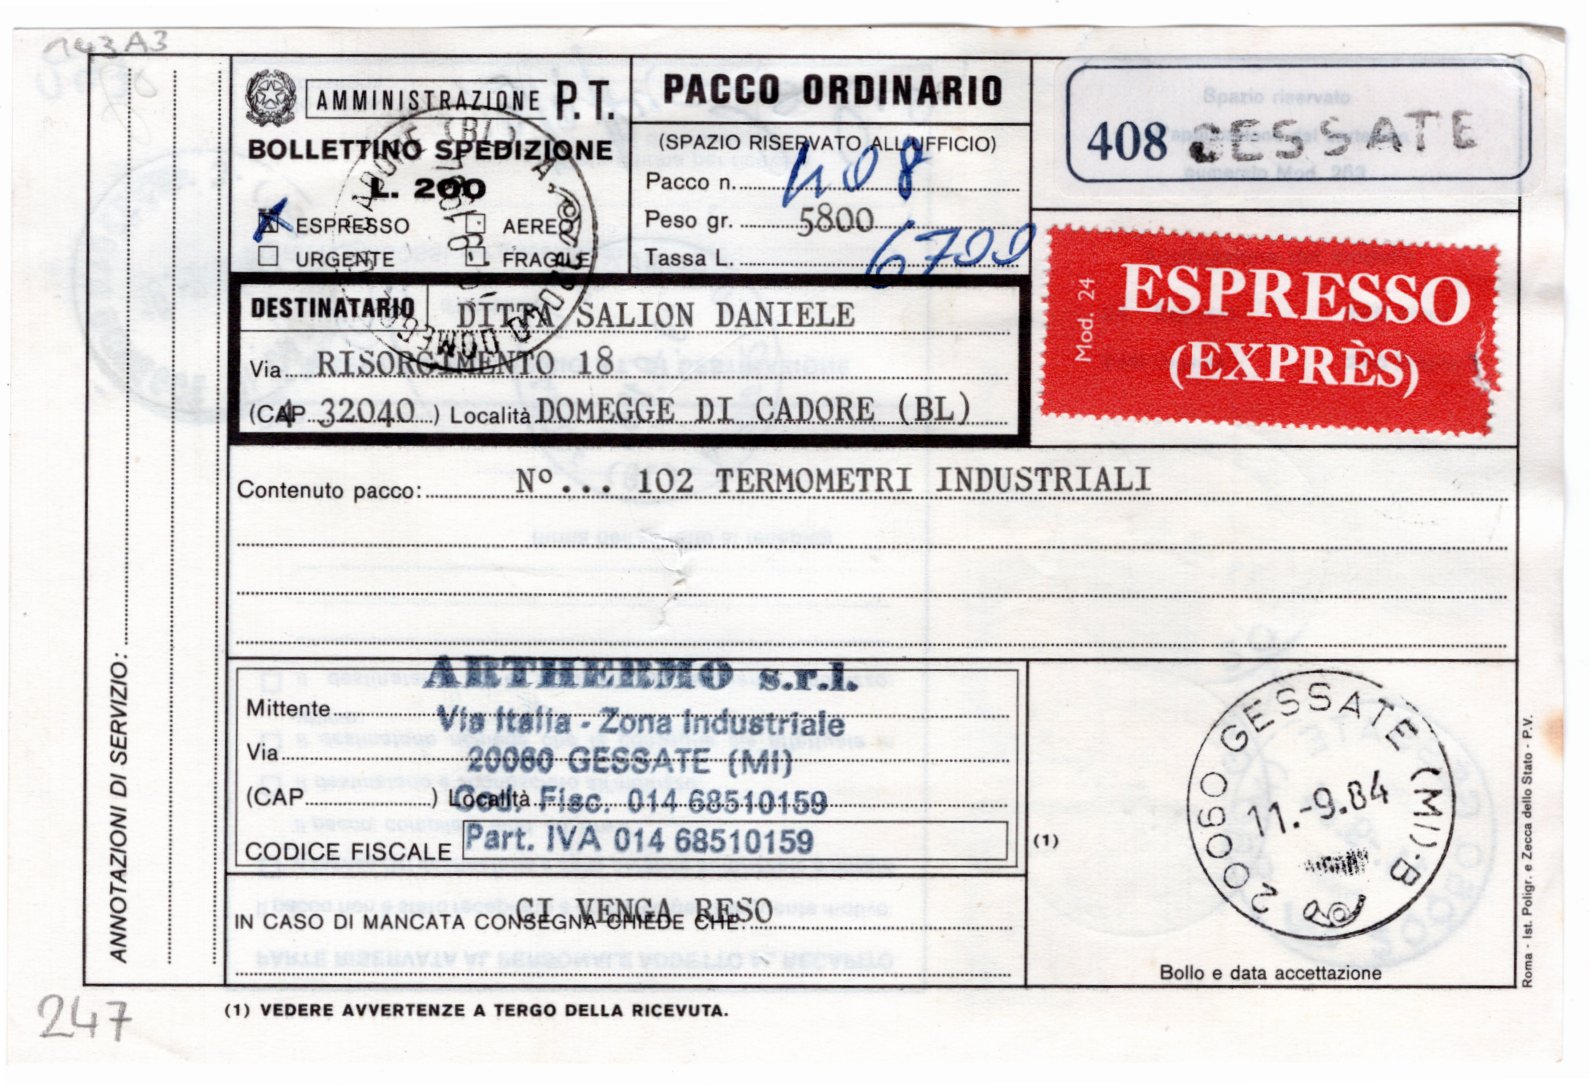 143A3
AMMINISTRAZIONE P.T.
BOLLETTINO SPEDIZIONE
L. 200
X ESPRESSO
AEREO
URGENTE
FRAGILE
PACCO ORDINARIO
(SPAZIO RISERVATO ALL'UFFICIO)
Pacco n. 408
Peso gr. 5800
Tassa L. 6700
408 GESSATE
Mod. 24
ESPRESSO
(EXPRÈS)
DESTINATARIO DITTA SALION DANIELE
Via RISORGIMENTO 18
(CAP 32040) Località DOMEGGE DI CADORE (BL)
Contenuto pacco: Nº... 102 TERMOMETRI INDUSTRIALI
ANNOTAZIONI DI SERVIZIO:
ARTHERMO s.r.l.
Mittente
Via Italia - Zona Industriale
Via
20060 GESSATE (MI)
(CAP ) Località
Cod. Fisc. 014 68510159
CODICE FISCALE Part. IVA 014 68510159
IN CASO DI MANCATA CONSEGNA CHIEDE CHE: CI VENGA RESO
(1)
20060 GESSATE (MI)-B
11.-9.84
Bollo e data accettazione
Roma - Ist. Poligr. e Zecca dello Stato - P.V.
247
(1) VEDERE AVVERTENZE A TERGO DELLA RICEVUTA.